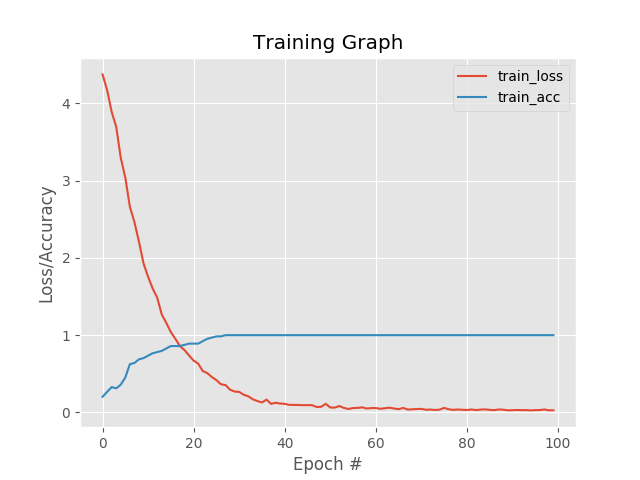 Training Graph
train_loss
train_acc
4
3
2
1
0
Loss/Accuracy
0 20 40 60 80 100
Epoch #